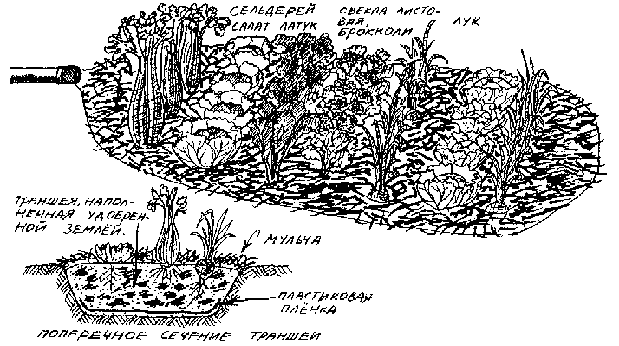 СЕЛЬДЕРЕЙ
САЛАТ ЛАТУК
СВЕКЛА ЛИСТО-
ВАЯ,
БРОККОЛИ
ЛУК
ТРАНШЕЯ, НАПОЛ-
НЕННАЯ УДОБРЕН-
НОЙ ЗЕМЛЕЙ.
МУЛЬЧА
ПЛАСТИКОВАЯ
ПЛЕНКА
ПОПЕРЕЧНОЕ СЕЧЕНИЕ ТРАНШЕИ